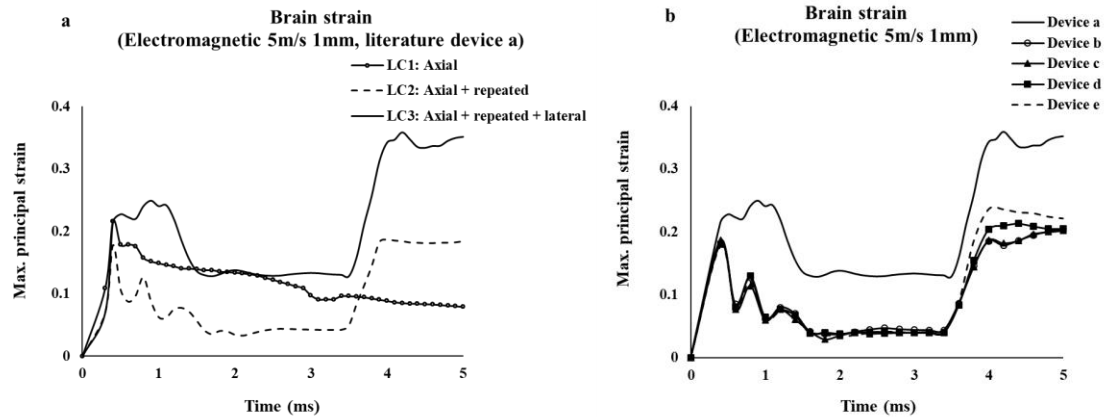 a
Brain strain
(Electromagnetic 5m/s 1mm, literature device a)
LC1: Axial
LC2: Axial + repeated
LC3: Axial + repeated + lateral
Max. principal strain
0.4
0.3
0.2
0.1
0
0 1 2 3 4 5
Time (ms)
b
Brain strain
(Electromagnetic 5m/s 1mm)
Device a
Device b
Device c
Device d
Device e
Max. principal strain
0.4
0.3
0.2
0.1
0
0 1 2 3 4 5
Time (ms)